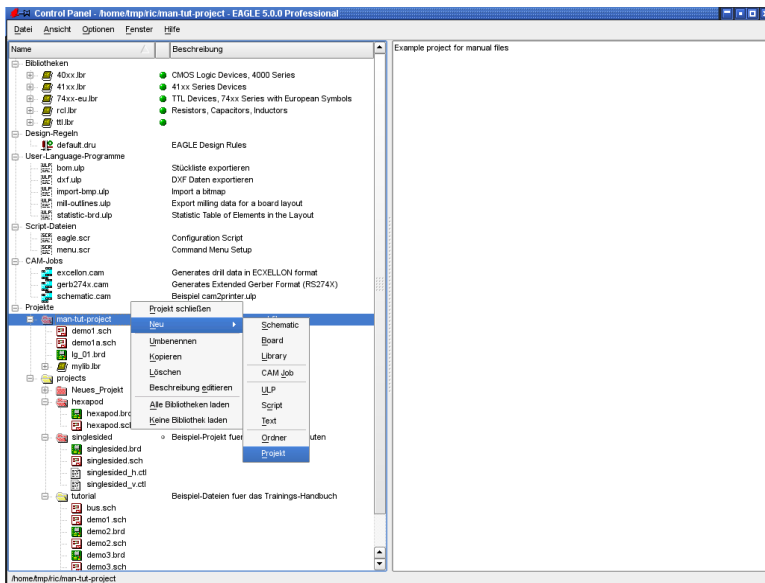 Control Panel - /home/tmp/ric/man-tut-project - EAGLE 5.0.0 Professional
Datei Ansicht Optionen Fenster Hilfe
Name Beschreibung
Example project for manual files
Bibliotheken
40xx.lbr CMOS Logic Devices, 4000 Series
41xx.lbr 41xx Series Devices
74xx-eu.lbr TTL Devices, 74xx Series with European Symbols
rcl.lbr Resistors, Capacitors, Inductors
ttl.lbr
Design-Regeln
default.dru EAGLE Design Rules
User-Language-Programme
bom.ulp Stückliste exportieren
dxf.ulp DXF Daten exportieren
import-bmp.ulp Import a bitmap
mill-outlines.ulp Export milling data for a board layout
statistic-brd.ulp Statistic Table of Elements in the Layout
Script-Dateien
eagle.scr Configuration Script
menu.scr Command Menu Setup
CAM-Jobs
excellon.cam Generates drill data in ECXELLON format
gerb274x.cam Generates Extended Gerber Format (RS274X)
schematic.cam Beispiel cam2printer.ulp
Projekte
man-tut-project
demo1.sch
demo1a.sch
lg_01.brd
mylib.lbr
projects
Neues_Projekt
hexapod
hexapod.brd
hexapod.sch
singlesided Beispiel-Projekt fuer
singlesided.brd
singlesided.sch
singlesided_h.ctl
singlesided_v.ctl
tutorial Beispiel-Dateien fuer das Trainings-Handbuch
bus.sch
demo1.sch
demo2.brd
demo2.sch
demo3.brd
demo3.sch
Projekt schließen
Neu
Umbenennen
Kopieren
Löschen
Beschreibung editieren
Alle Bibliotheken laden
Keine Bibliothek laden
Schematic
Board
Library
CAM Job
ULP
Script
Text
Ordner
Projekt
/home/tmp/ric/man-tut-project